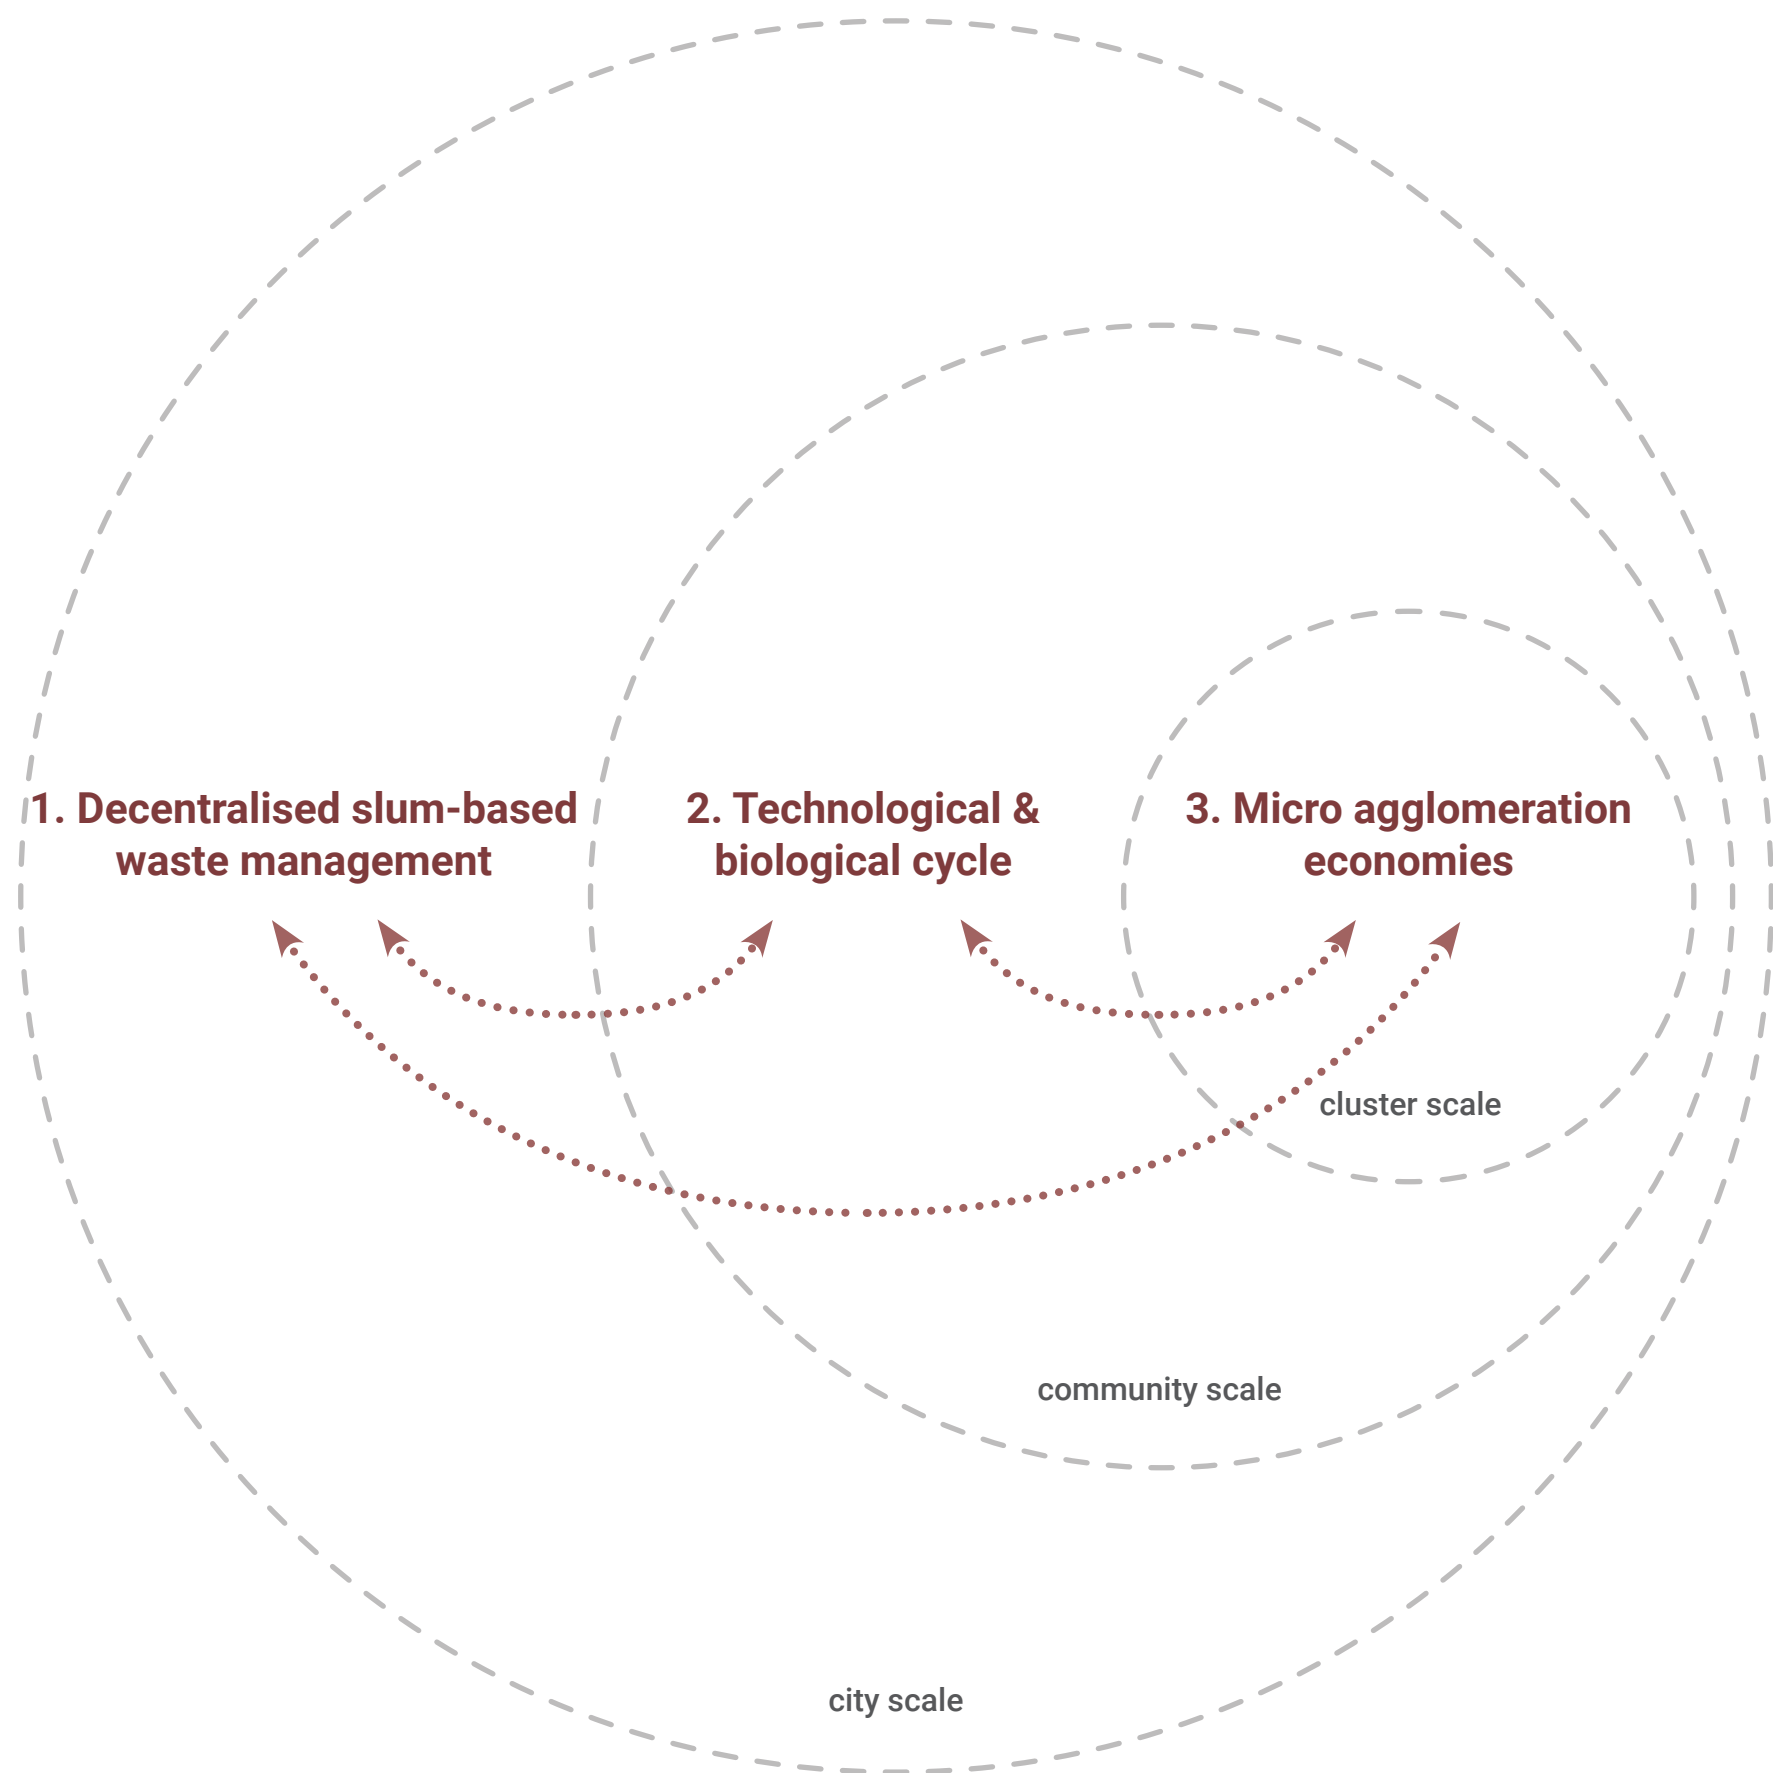 1. Decentralised slum-based
waste management
2. Technological &
biological cycle
3. Micro agglomeration
economies
cluster scale
community scale
city scale